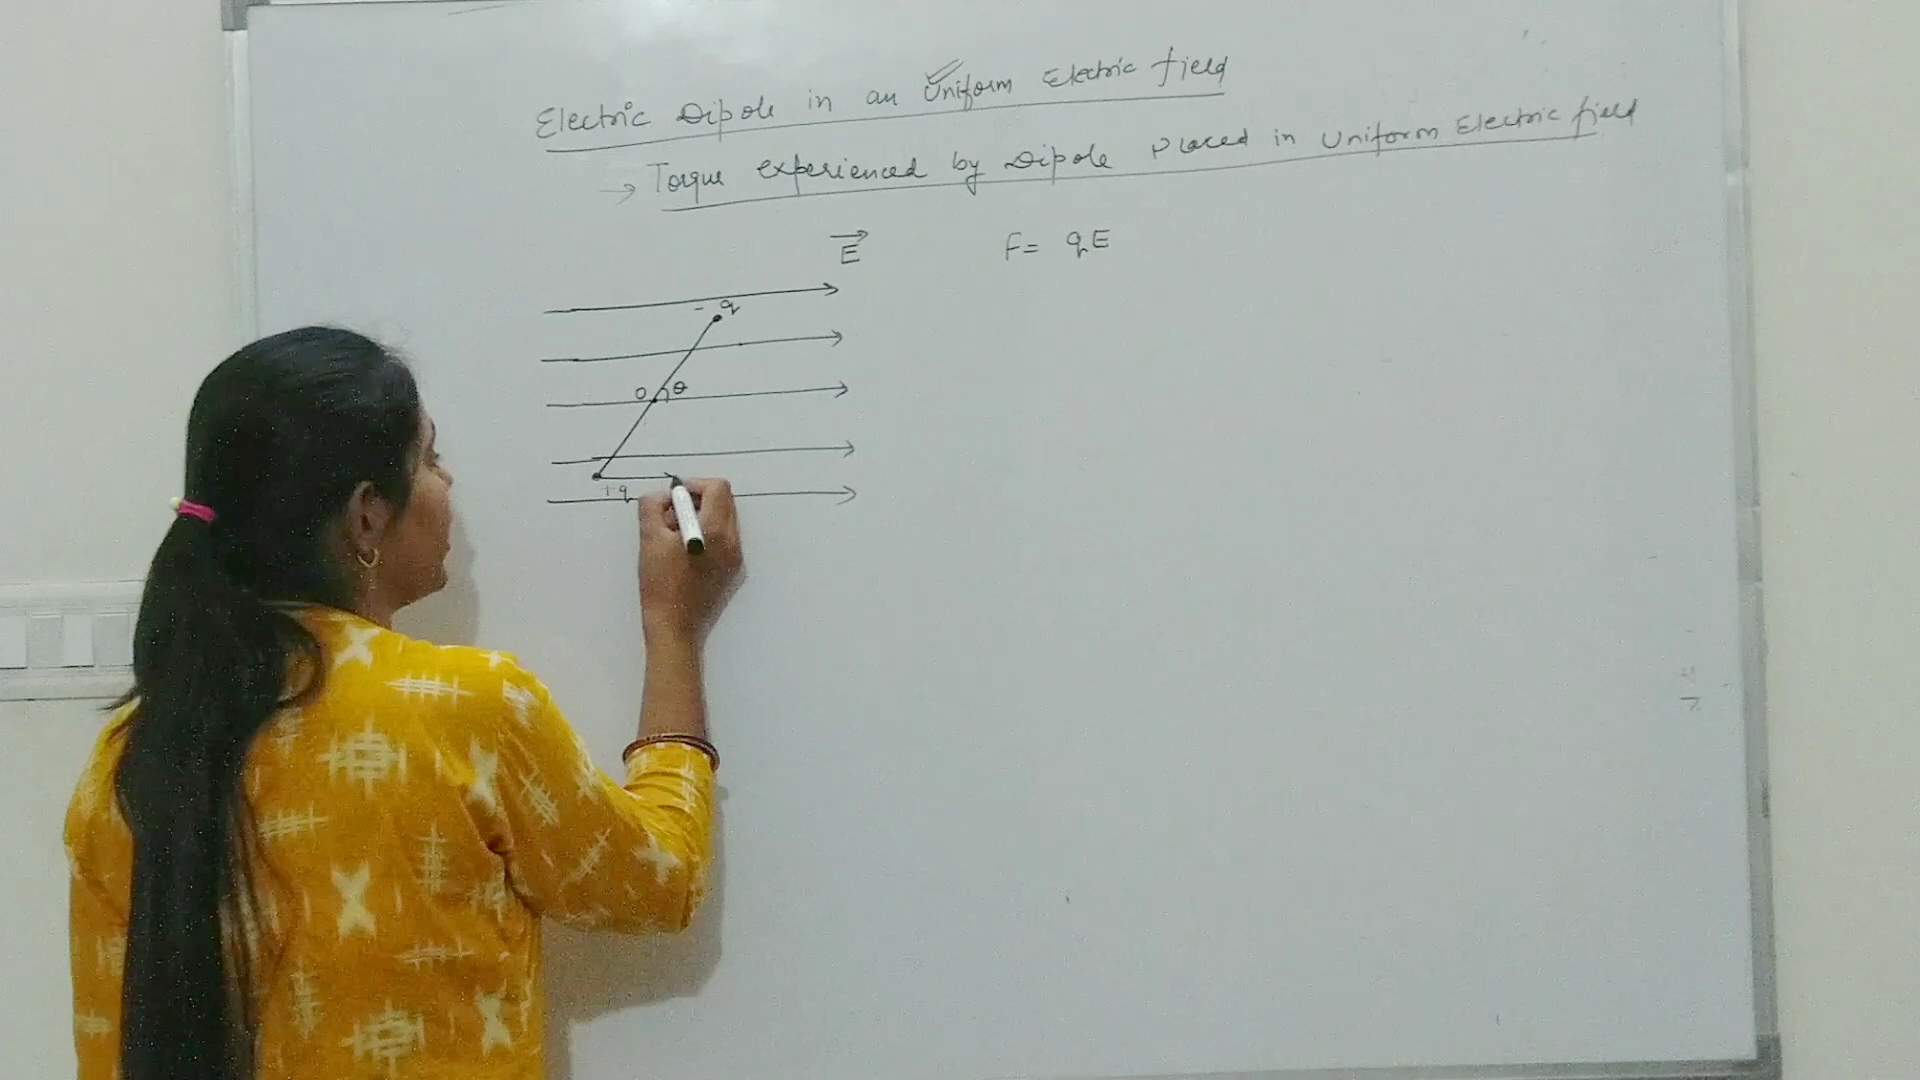 Electric Dipole in an Uniform Electric field
→ Torque experienced by Dipole Placed in Uniform Electric field
E
F = qE
- q
O θ
+q